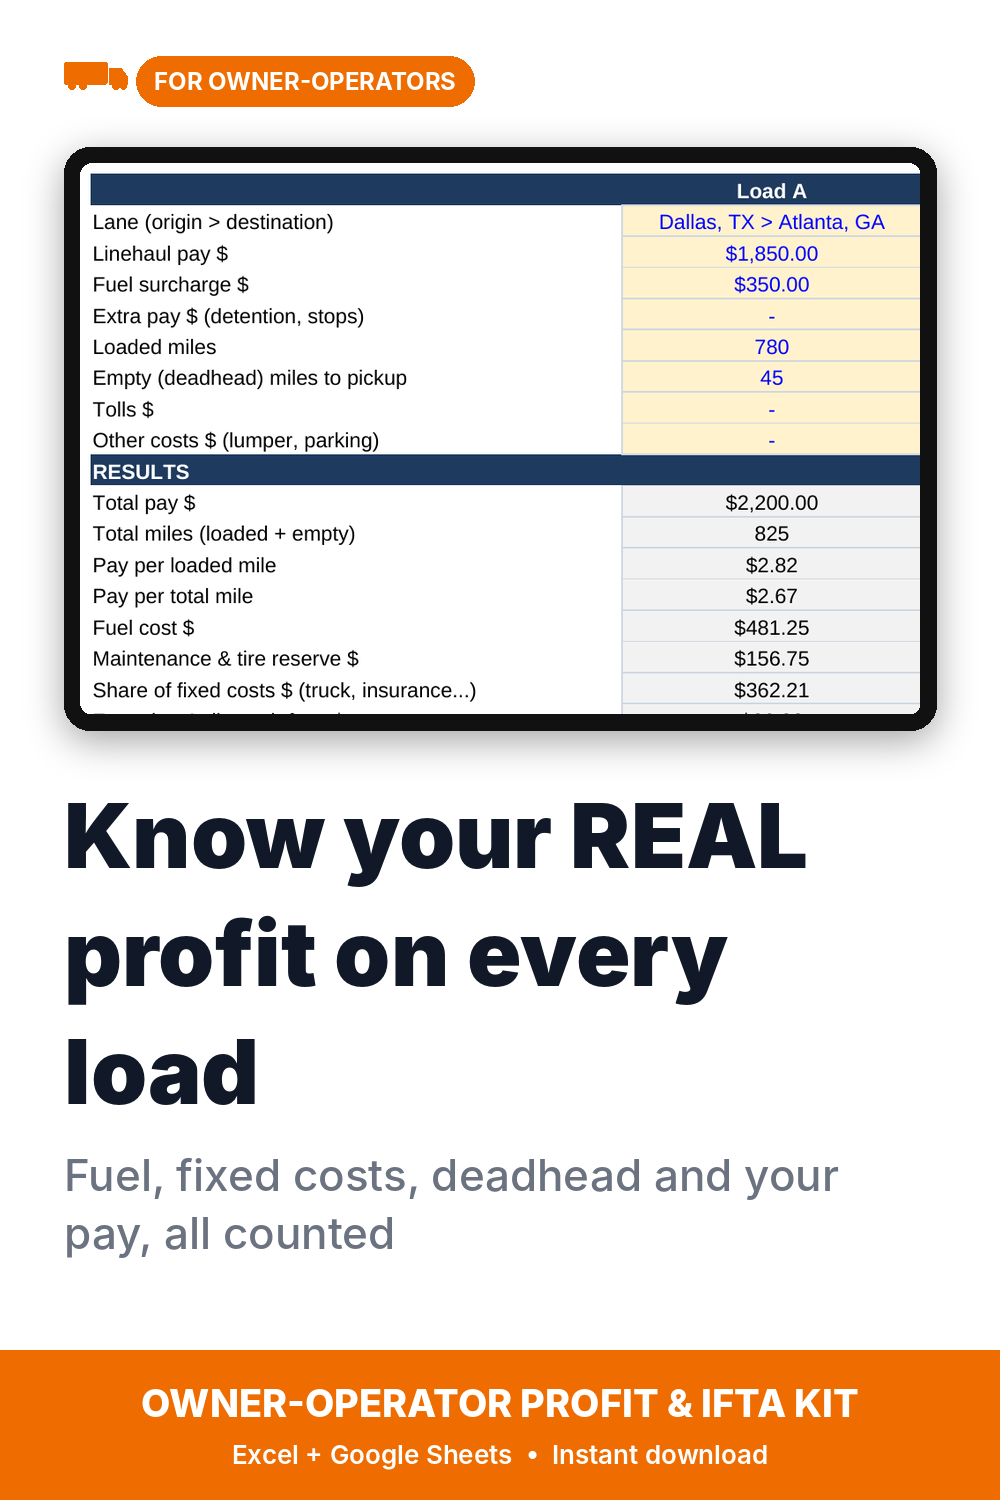 FOR OWNER-OPERATORS
Load A
Lane (origin > destination) Dallas, TX > Atlanta, GA
Linehaul pay $ $1,850.00
Fuel surcharge $ $350.00
Extra pay $ (detention, stops) -
Loaded miles 780
Empty (deadhead) miles to pickup 45
Tolls $ -
Other costs $ (lumper, parking) -
RESULTS
Total pay $ $2,200.00
Total miles (loaded + empty) 825
Pay per loaded mile $2.82
Pay per total mile $2.67
Fuel cost $ $481.25
Maintenance & tire reserve $ $156.75
Share of fixed costs $ (truck, insurance...) $362.21
Know your REAL
profit on every
load
Fuel, fixed costs, deadhead and your
pay, all counted
OWNER-OPERATOR PROFIT & IFTA KIT
Excel + Google Sheets • Instant download